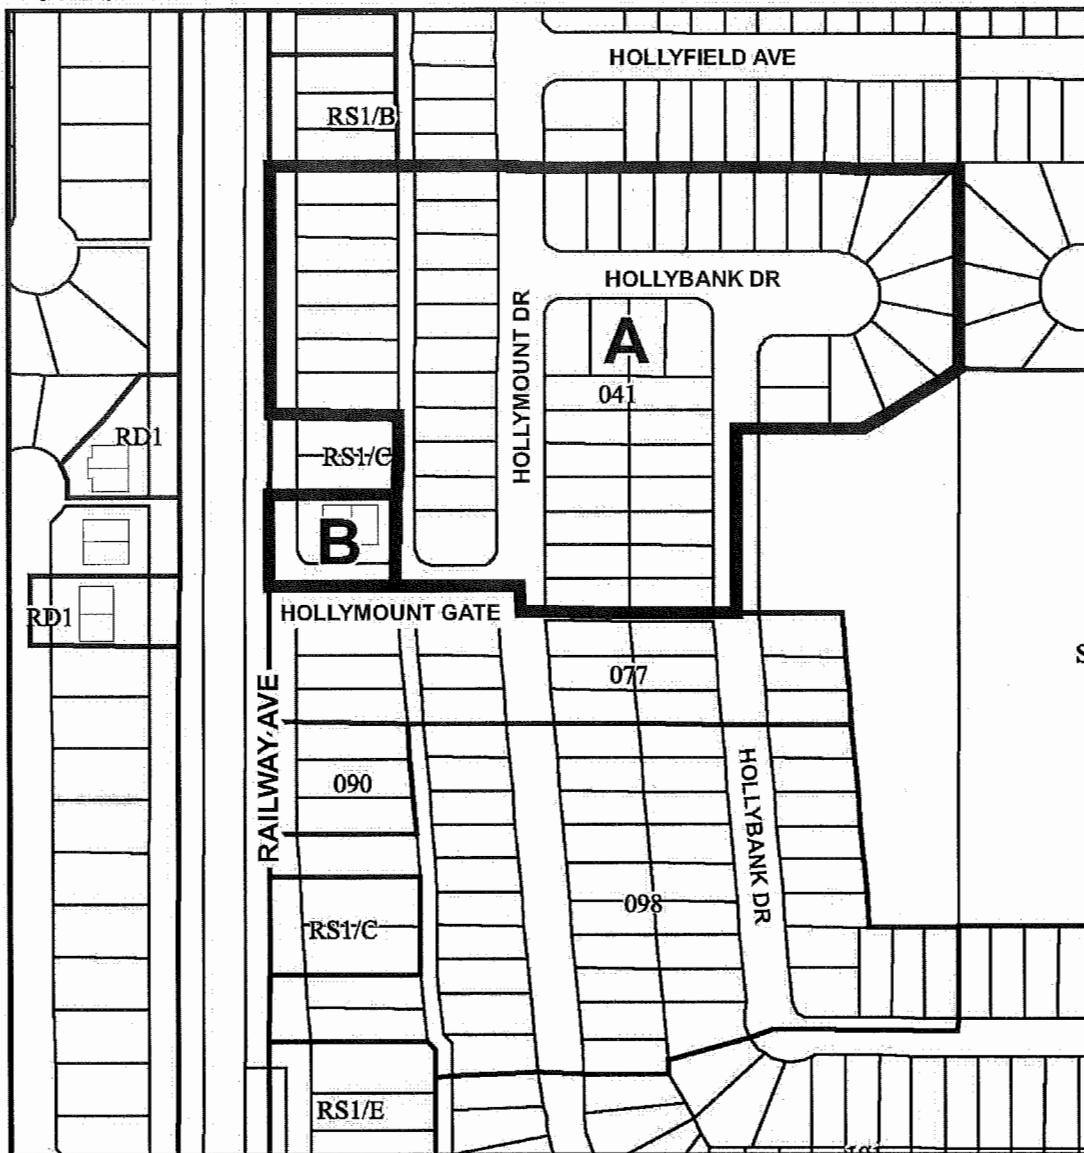 HOLLYFIELD AVE
RS1/B
HOLLYBANK DR
HOLLYMOUNT DR
A
041
RD1
RS1/C
B
RD1
HOLLYMOUNT GATE
077
RAILWAY AVE
090
HOLLYBANK DR
098
RS1/C
RS1/E